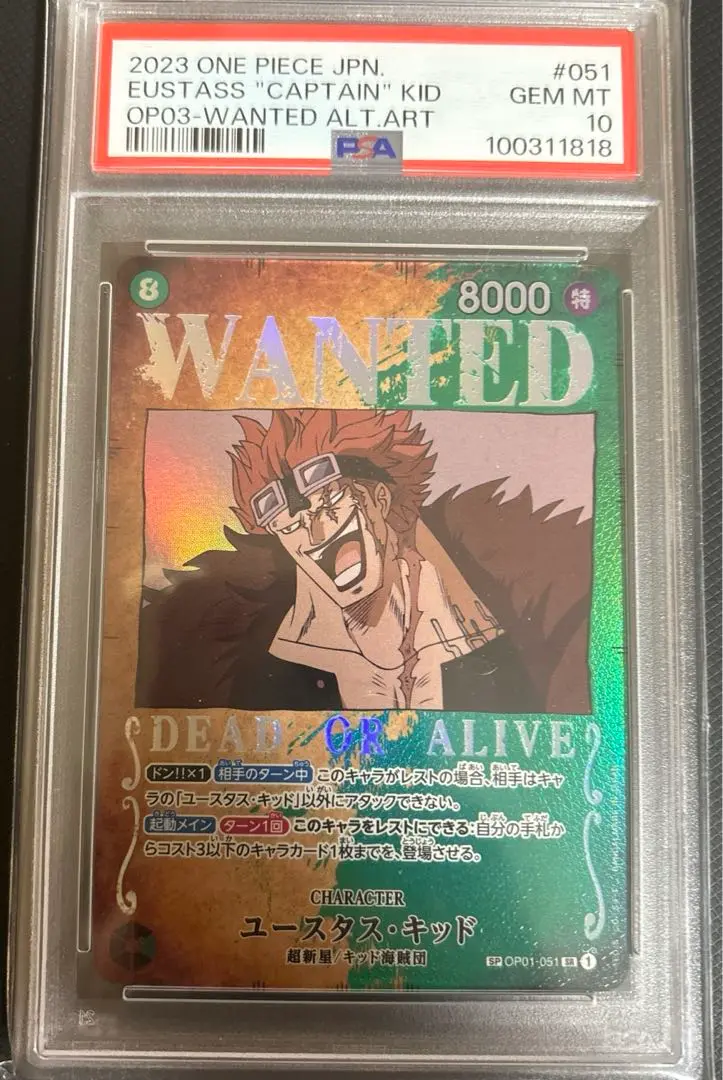 2023 ONE PIECE JPN.
#051
EUSTASS "CAPTAIN" KID
GEM MT
OP03-WANTED ALT.ART
10
PSA
100311818
8
8000
特
WANTED
DEAD OR ALIVE
ドン!!×1 相手のターン中 このキャラがレストの場合、相手はキャ
ラの「ユースタス・キッド」以外にアタックできない。
起動メイン ターン1回 このキャラをレストにできる:自分の手札か
らコスト3以下のキャラカード1枚までを、登場させる。
CHARACTER
ユースタス・キッド
超新星/キッド海賊団
SP OP01-051 SR 1